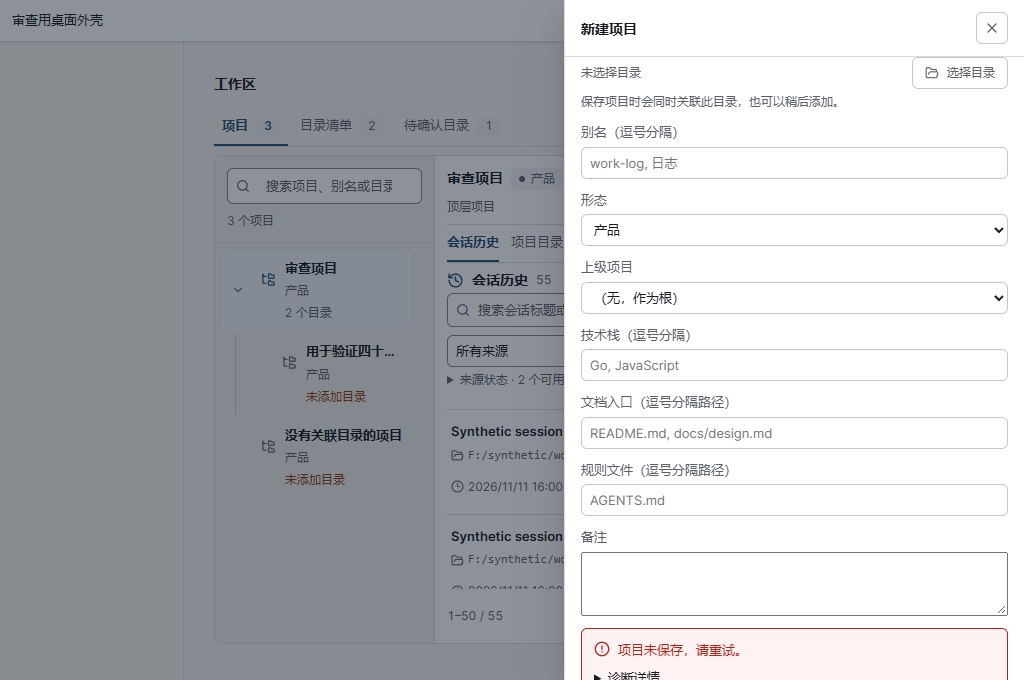 审查用桌面外壳
工作区
项目 3 目录清单 2 待确认目录 1
搜索项目、别名或目录
3 个项目
审查项目
产品
2 个目录
用于验证四十...
产品
未添加目录
没有关联目录的项目
产品
未添加目录
审查项目 • 产品
顶层项目
会话历史 项目目录
会话历史 55
搜索会话标题或
所有来源
▶ 来源状态 · 2 个可用
Synthetic session
F:/synthetic/wo
2026/11/11 16:00
Synthetic session
F:/synthetic/wo
1–50 / 55
新建项目
未选择目录
选择目录
保存项目时会同时关联此目录，也可以稍后添加。
别名（逗号分隔）
work-log, 日志
形态
产品
上级项目
（无，作为根）
技术栈（逗号分隔）
Go, JavaScript
文档入口（逗号分隔路径）
README.md, docs/design.md
规则文件（逗号分隔路径）
AGENTS.md
备注
项目未保存，请重试。
▶ 诊断详情